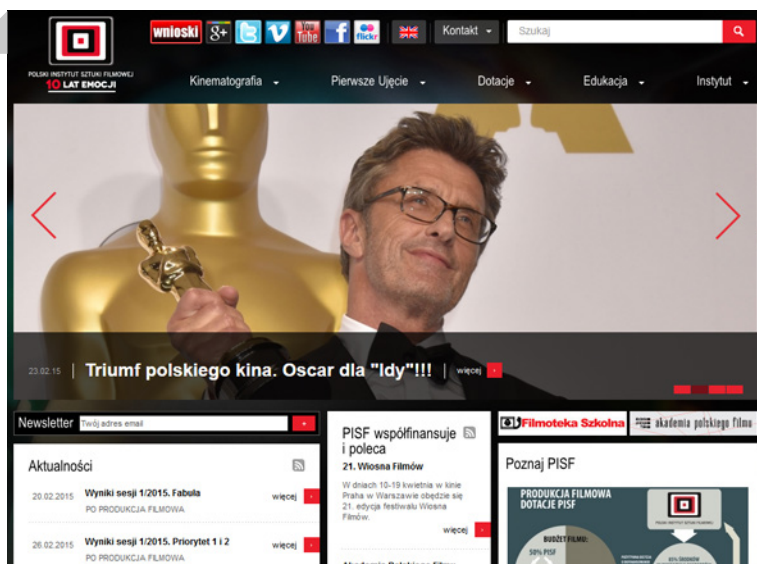 wnioski
g+
You
Tube
f
flickr
Kontakt
Szukaj
POLSKI INSTYTUT SZTUKI FILMOWEJ
10 LAT EMOCJI
Kinematografia
Pierwsze Ujęcie
Dotacje
Edukacja
Instytut
23.02.15 | Triumf polskiego kina. Oscar dla "Idy"!!! | więcej
Newsletter
Twój adres email
Aktualności
20.02.2015 Wyniki sesji 1/2015. Fabuła więcej
PO PRODUKCJA FILMOWA
26.02.2015 Wyniki sesji 1/2015. Priorytet 1 i 2 więcej
PO PRODUKCJA FILMOWA
PISF współfinansuje
i poleca
21. Wiosna Filmów
W dniach 10-19 kwietnia w kinie
Praha w Warszawie obędzie się
21. edycja festiwalu Wiosna
Filmów.
więcej
Filmoteka Szkolna
akademia polskiego filmu
Poznaj PISF
PRODUKCJA FILMOWA
DOTACJE PISF
POLSKI INSTYTUT SZTUKI FILMOWEJ
BUDŻET FILMU:
50% PISF